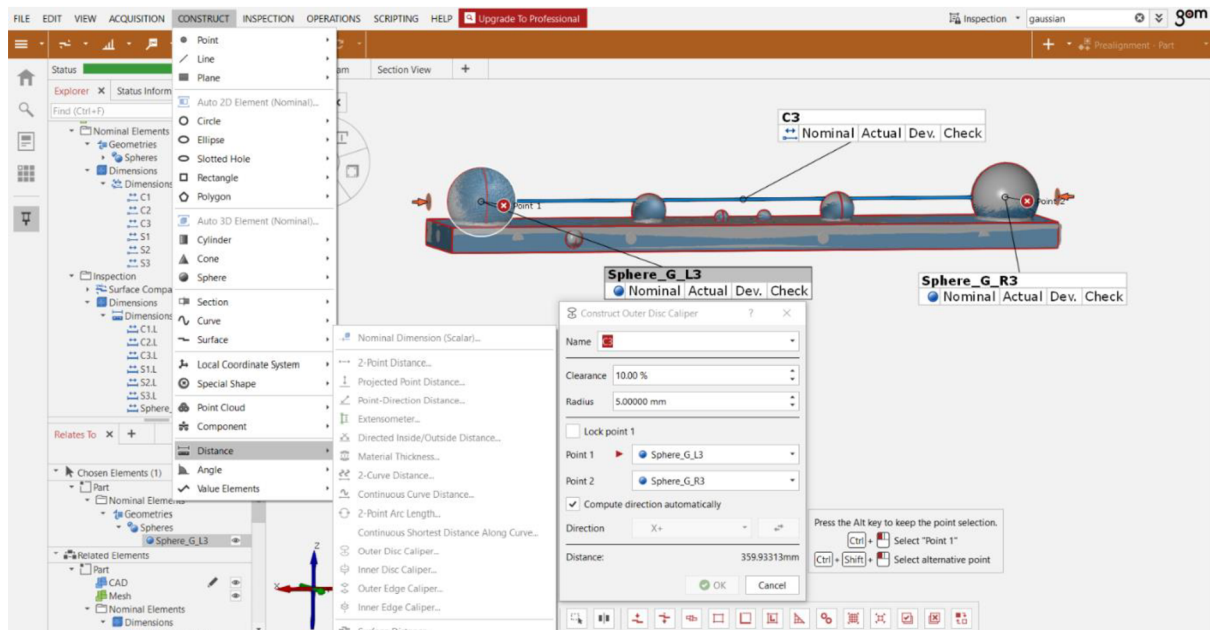 FILE EDIT VIEW ACQUISITION CONSTRUCT INSPECTION OPERATIONS SCRIPTING HELP Upgrade To Professional Inspection gaussian gom
Prealignment - Part
Status
Section View +
Explorer X Status Inform
Find (Ctrl+F)
Nominal Elements
Geometries
Spheres
Dimensions
Dimensions
C1
C2
C3
S1
S2
S3
Inspection
Surface Compa
Dimensions
Dimensions
C1.L
C2.L
C3.L
S1.L
S2.L
S3.L
Sphere_
Relates To X +
Chosen Elements (1)
Part
Nominal Elements
Geometries
Spheres
Sphere_G_L3
Related Elements
Part
CAD
Mesh
Nominal Elements
Dimensions
Point
Line
Plane
Auto 2D Element (Nominal)...
Circle
Ellipse
Slotted Hole
Rectangle
Polygon
Auto 3D Element (Nominal)...
Cylinder
Cone
Sphere
Section
Curve
Surface
Local Coordinate System
Special Shape
Point Cloud
Component
Distance
Angle
Value Elements
Nominal Dimension (Scalar)...
2-Point Distance...
Projected Point Distance...
Point-Direction Distance...
Extensometer...
Directed Inside/Outside Distance...
Material Thickness...
2-Curve Distance...
Continuous Curve Distance...
2-Point Arc Length...
Continuous Shortest Distance Along Curve...
Outer Disc Caliper...
Inner Disc Caliper...
Outer Edge Caliper...
Inner Edge Caliper...
C3
Nominal Actual Dev. Check
Point 1
Point 2
Sphere_G_L3
Nominal Actual Dev. Check
Sphere_G_R3
Nominal Actual Dev. Check
Construct Outer Disc Caliper ? X
Name C3
Clearance 10.00 %
Radius 5.00000 mm
Lock point 1
Point 1 Sphere_G_L3
Point 2 Sphere_G_R3
Compute direction automatically
Direction X+
Distance: 359.93313mm
OK Cancel
Press the Alt key to keep the point selection.
Ctrl + Select "Point 1"
Ctrl + Shift + Select alternative point
Z
X